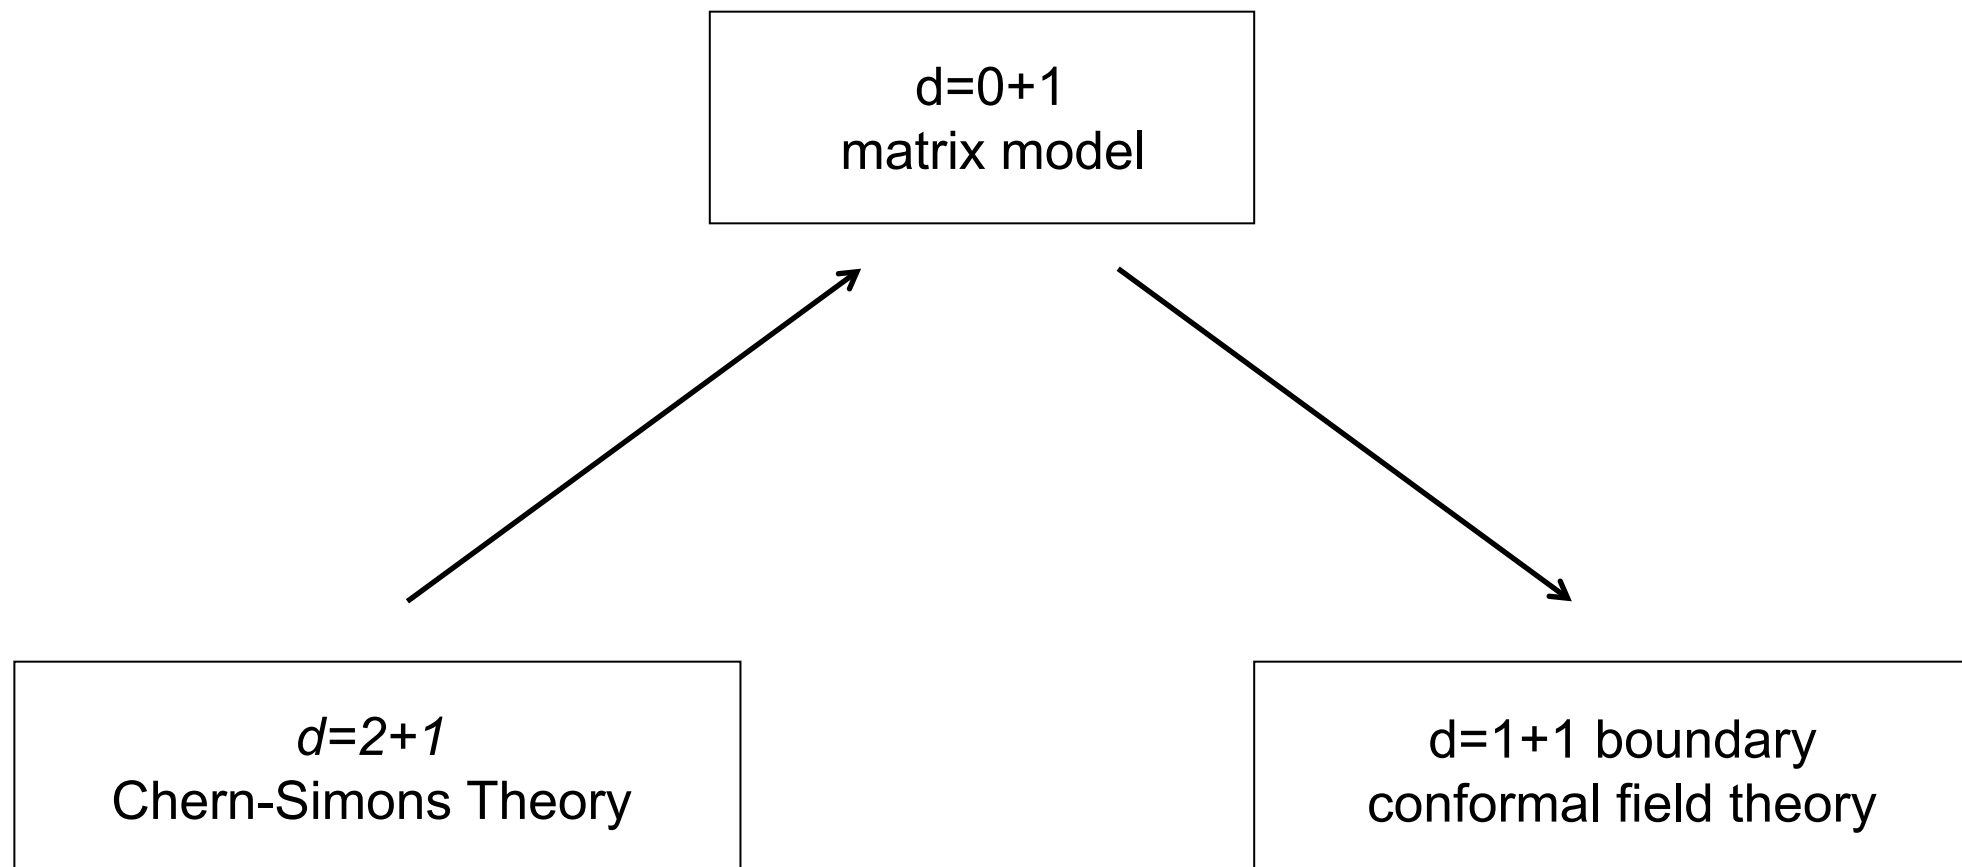 d=0+1
matrix model
d=2+1
Chern-Simons Theory
d=1+1 boundary
conformal field theory